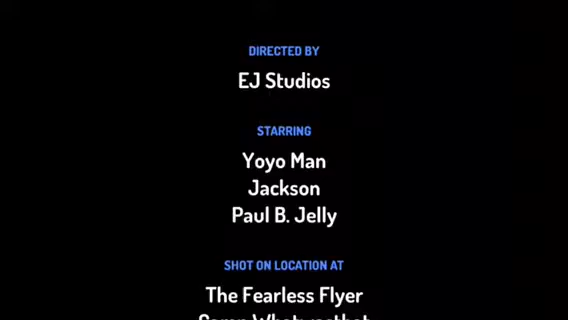 DIRECTED BY
EJ Studios
STARRING
Yoyo Man
Jackson
Paul B. Jelly
SHOT ON LOCATION AT
The Fearless Flyer